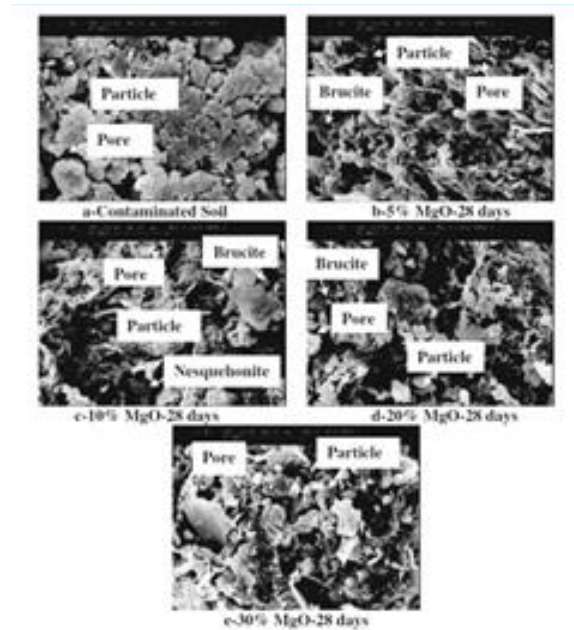 Particle
Pore
a-Contaminated Soil
Particle
Brucite
Pore
b-5% MgO-28 days
Brucite
Pore
Particle
Nesquehonite
c-10% MgO-28 days
Brucite
Pore
Particle
d-20% MgO-28 days
Pore
Particle
e-30% MgO-28 days